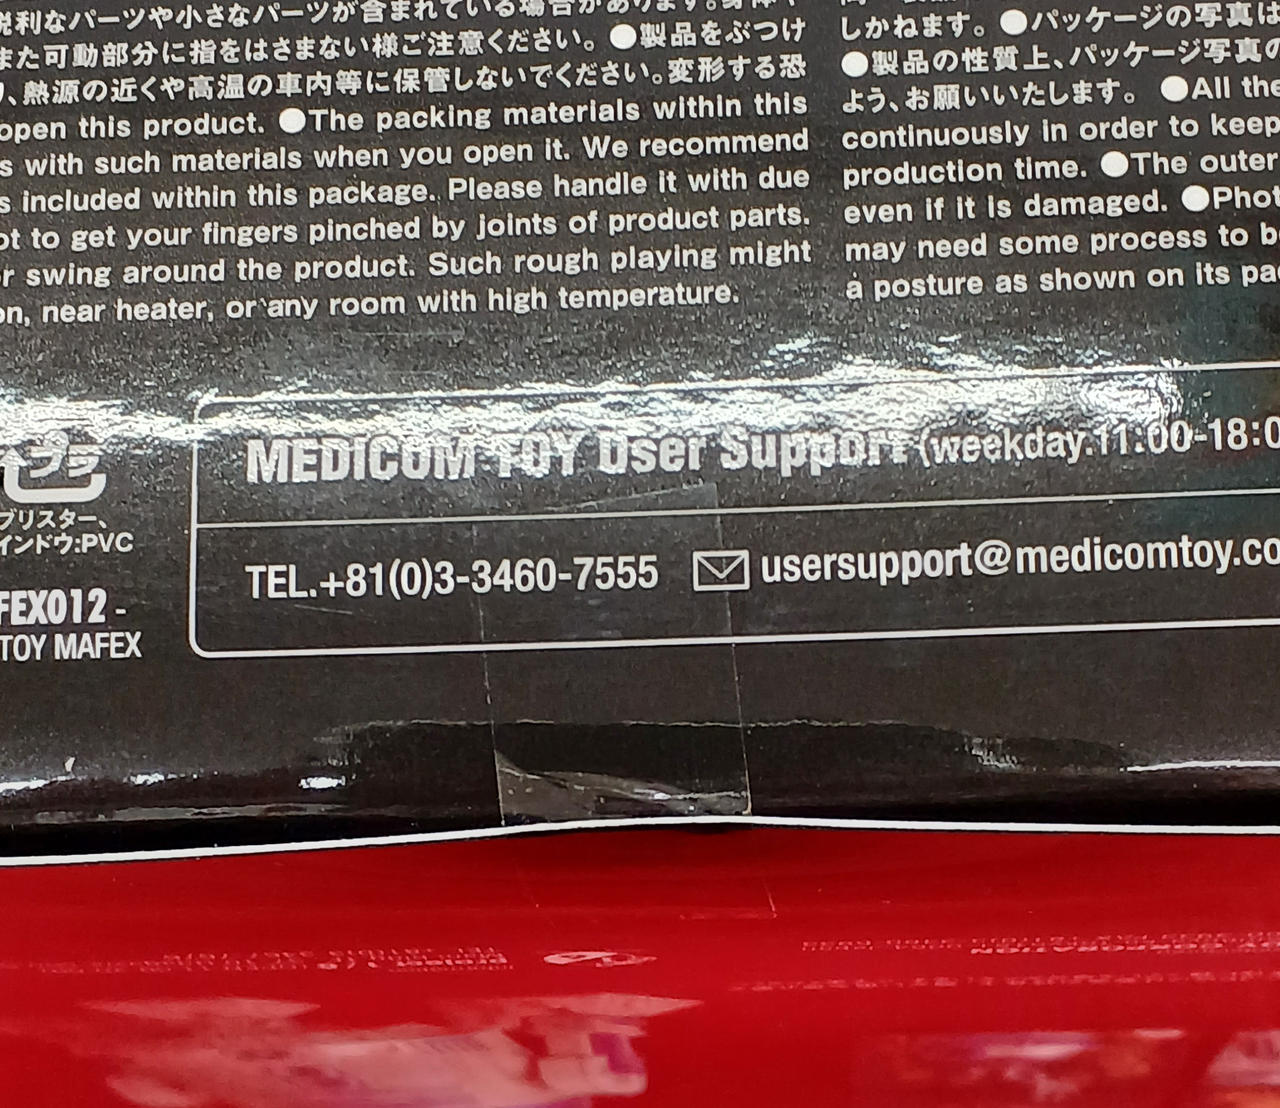 鋭利なパーツや小さなパーツが含まれている場合があります。身体や
また可動部分に指をはさまない様ご注意ください。●製品をぶつけ
り、熱源の近くや高温の車内等に保管しないでください。変形する恐
open this product. ●The packing materials within this
s with such materials when you open it. We recommend
s included within this package. Please handle it with due
ot to get your fingers pinched by joints of product parts.
r swing around the product. Such rough playing might
on, near heater, or any room with high temperature.
しかねます。●パッケージの写真は
●製品の性質上、パッケージ写真の
よう、お願いいたします。●All the
continuously in order to keep
production time. ●The outer
even if it is damaged. ●Phot
may need some process to be
a posture as shown on its pa
プラ
ブリスター、
インドウ:PVC
FEX012 -
TOY MAFEX
MEDICOM TOY User Support (weekday.11:00-18:0
TEL.+81(0)3-3460-7555 usersupport@medicomtoy.co